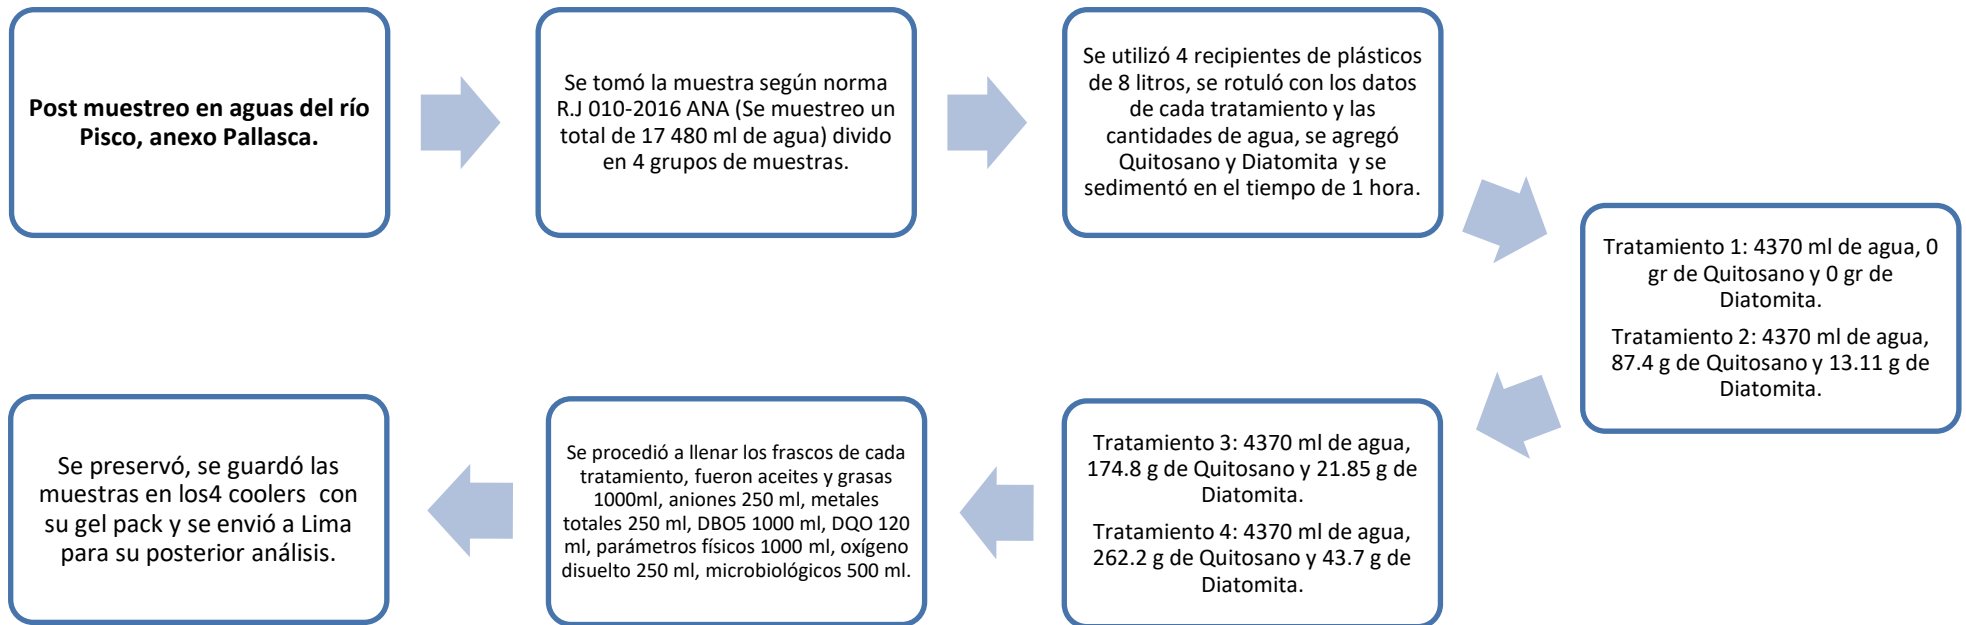 Post muestreo en aguas del río
Pisco, anexo Pallasca.
Se tomó la muestra según norma
R.J 010-2016 ANA (Se muestreo un
total de 17 480 ml de agua) divido
en 4 grupos de muestras.
Se utilizó 4 recipientes de plásticos
de 8 litros, se rotuló con los datos
de cada tratamiento y las
cantidades de agua, se agregó
Quitosano y Diatomita y se
sedimentó en el tiempo de 1 hora.
Tratamiento 1: 4370 ml de agua, 0
gr de Quitosano y 0 gr de
Diatomita.
Tratamiento 2: 4370 ml de agua,
87.4 g de Quitosano y 13.11 g de
Diatomita.
Tratamiento 3: 4370 ml de agua,
174.8 g de Quitosano y 21.85 g de
Diatomita.
Tratamiento 4: 4370 ml de agua,
262.2 g de Quitosano y 43.7 g de
Diatomita.
Se procedió a llenar los frascos de cada
tratamiento, fueron aceites y grasas
1000ml, aniones 250 ml, metales
totales 250 ml, DBO5 1000 ml, DQO 120
ml, parámetros físicos 1000 ml, oxígeno
disuelto 250 ml, microbiológicos 500 ml.
Se preservó, se guardó las
muestras en los4 coolers con
su gel pack y se envió a Lima
para su posterior análisis.